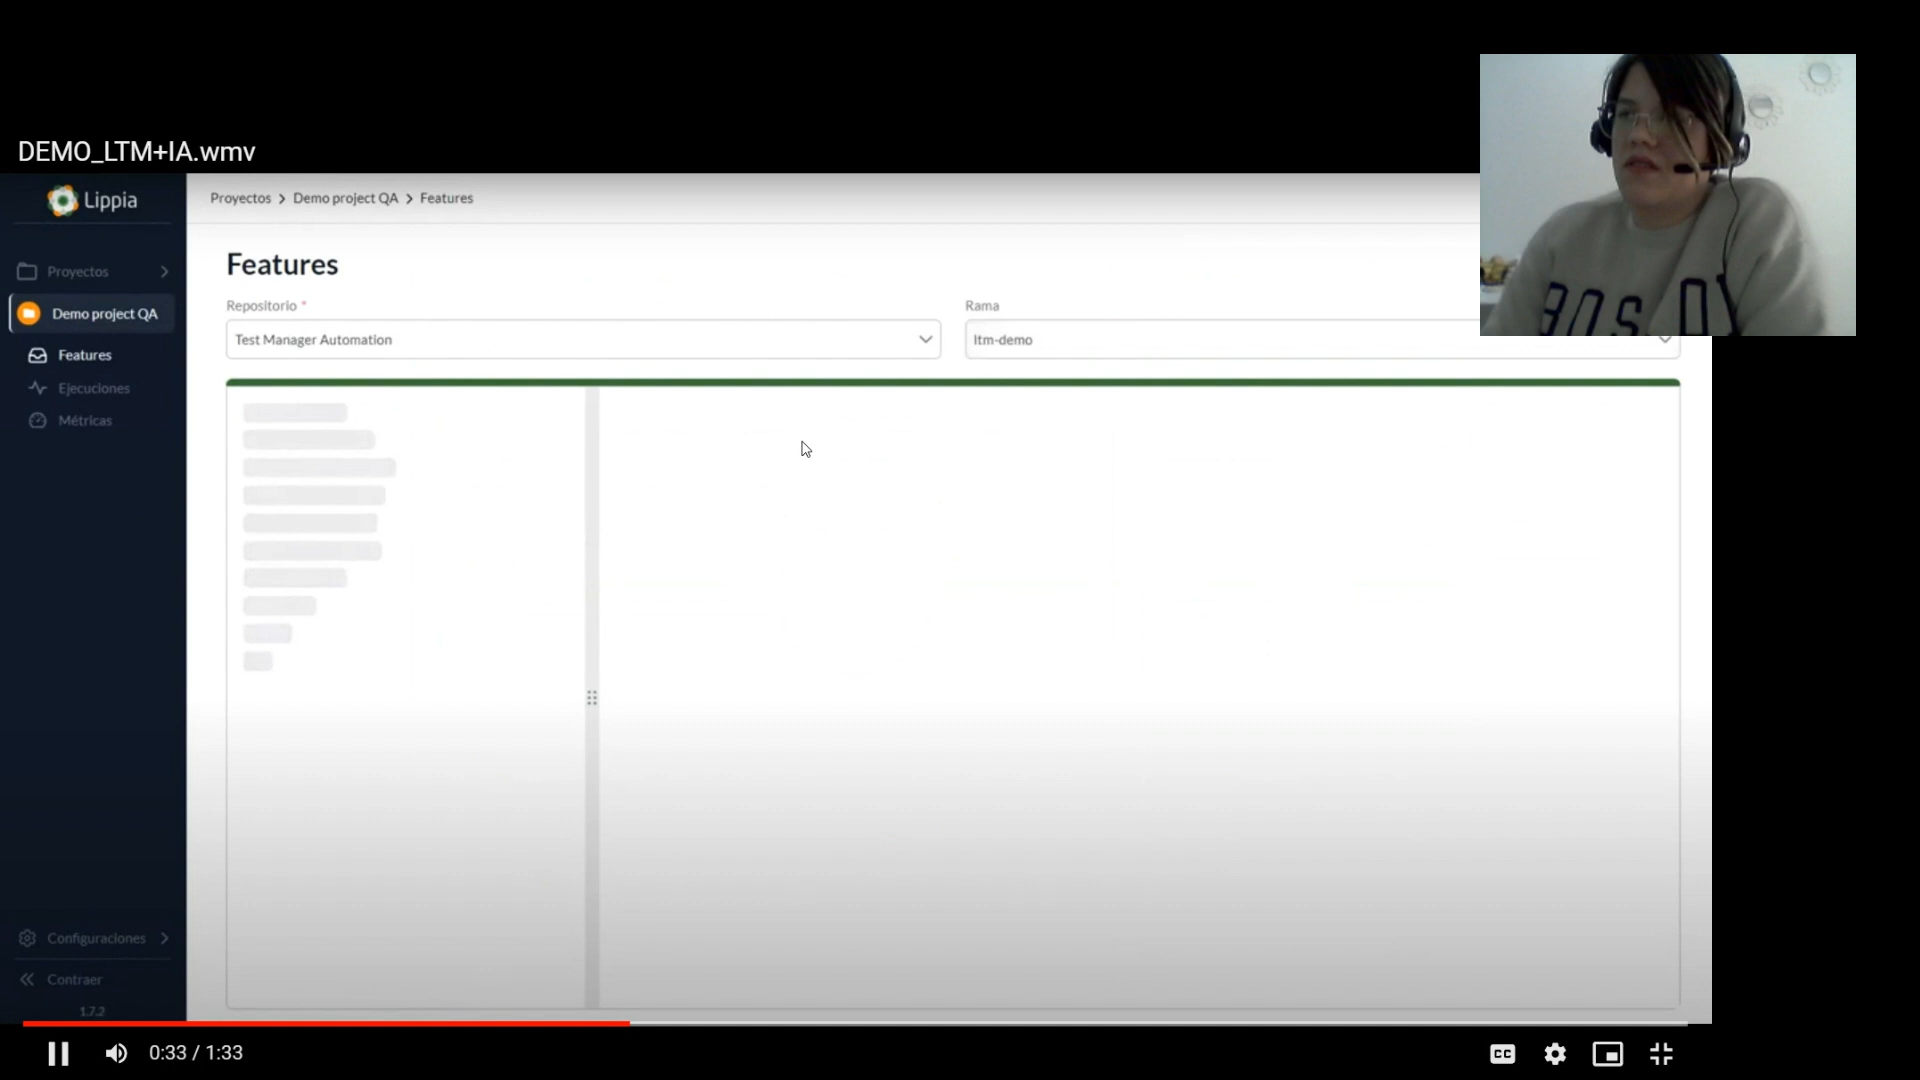 DEMO_LTM+IA.wmv
Lippia
Proyectos > Demo project QA > Features
Proyectos
Demo project QA
Features
Ejecuciones
Métricas
Features
Repositorio *
Rama
Test Manager Automation
ltm-demo
Configuraciones
Contraer
1.7.2
0:33 / 1:33
CC